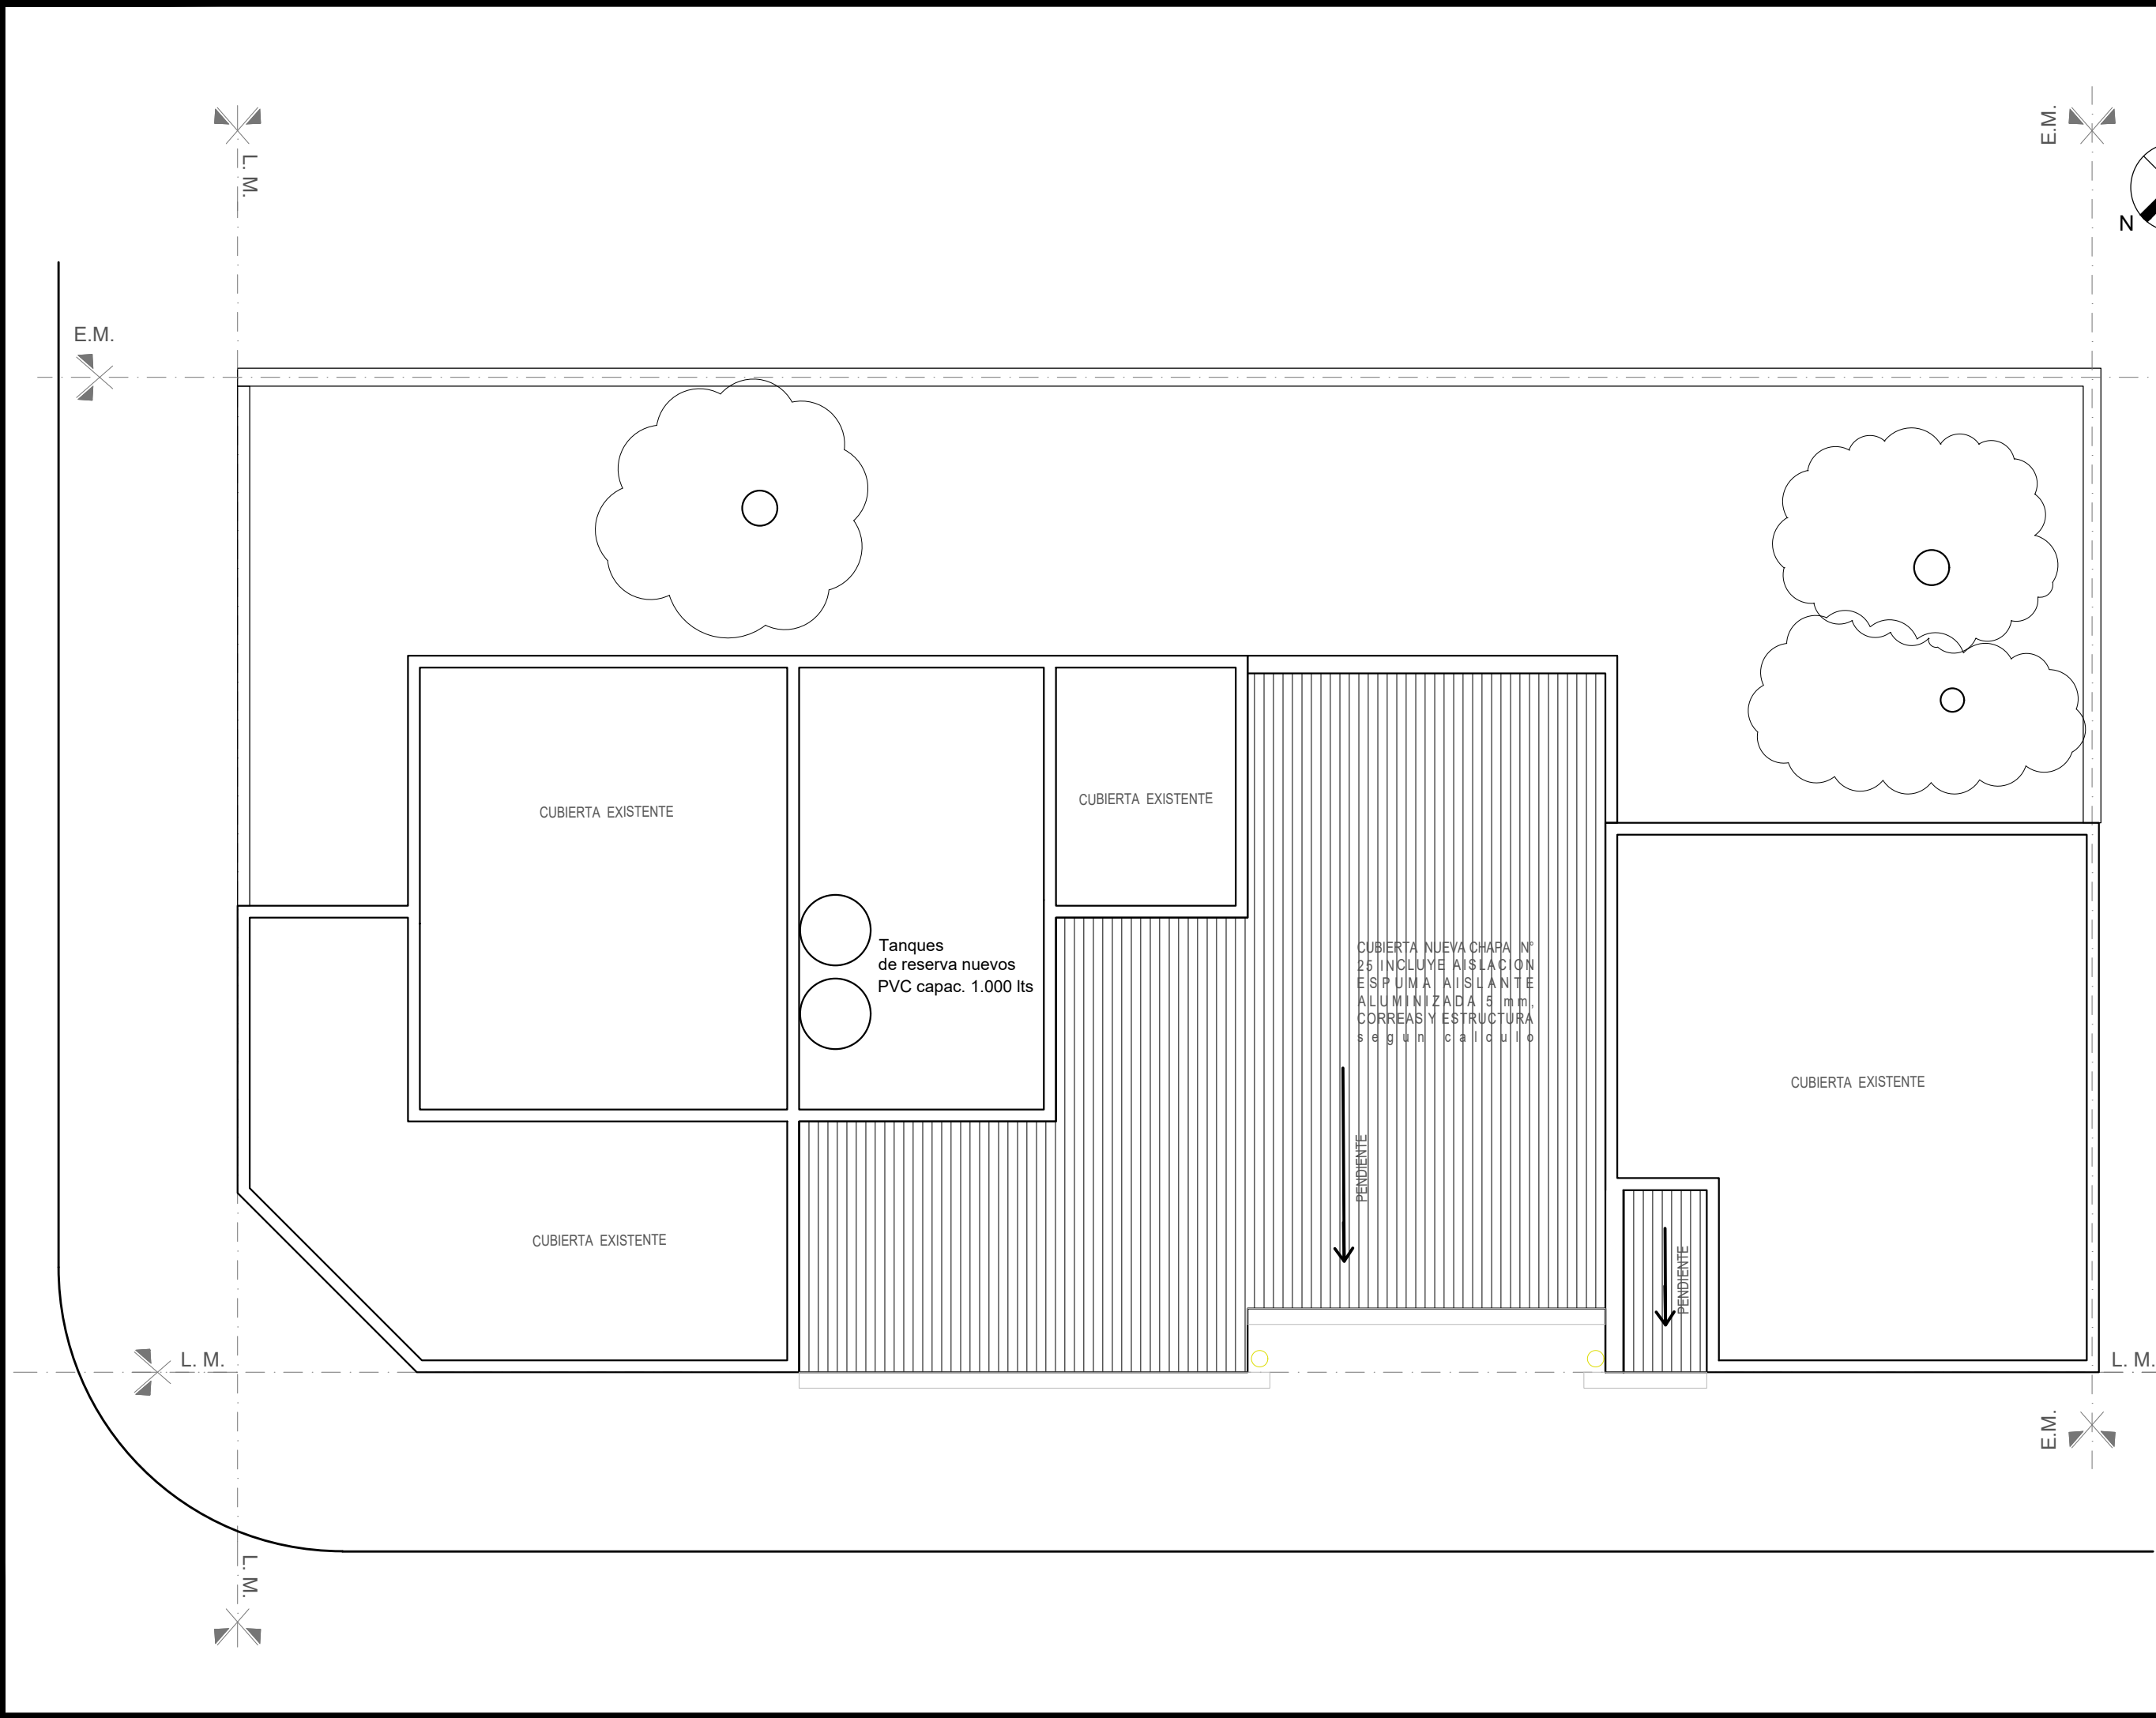 E.M.
L. M.
N
E.M.
CUBIERTA EXISTENTE
CUBIERTA EXISTENTE
Tanques
de reserva nuevos
PVC capac. 1.000 lts
CUBIERTA NUEVA CHAPA N°
25 INCLUYE AISLACION
ESPUMA AISLANTE
ALUMINIZADA 5 mm,
CORREAS Y ESTRUCTURA
segun calculo
CUBIERTA EXISTENTE
PENDIENTE
CUBIERTA EXISTENTE
PENDIENTE
L. M.
L. M.
E.M.
L. M.